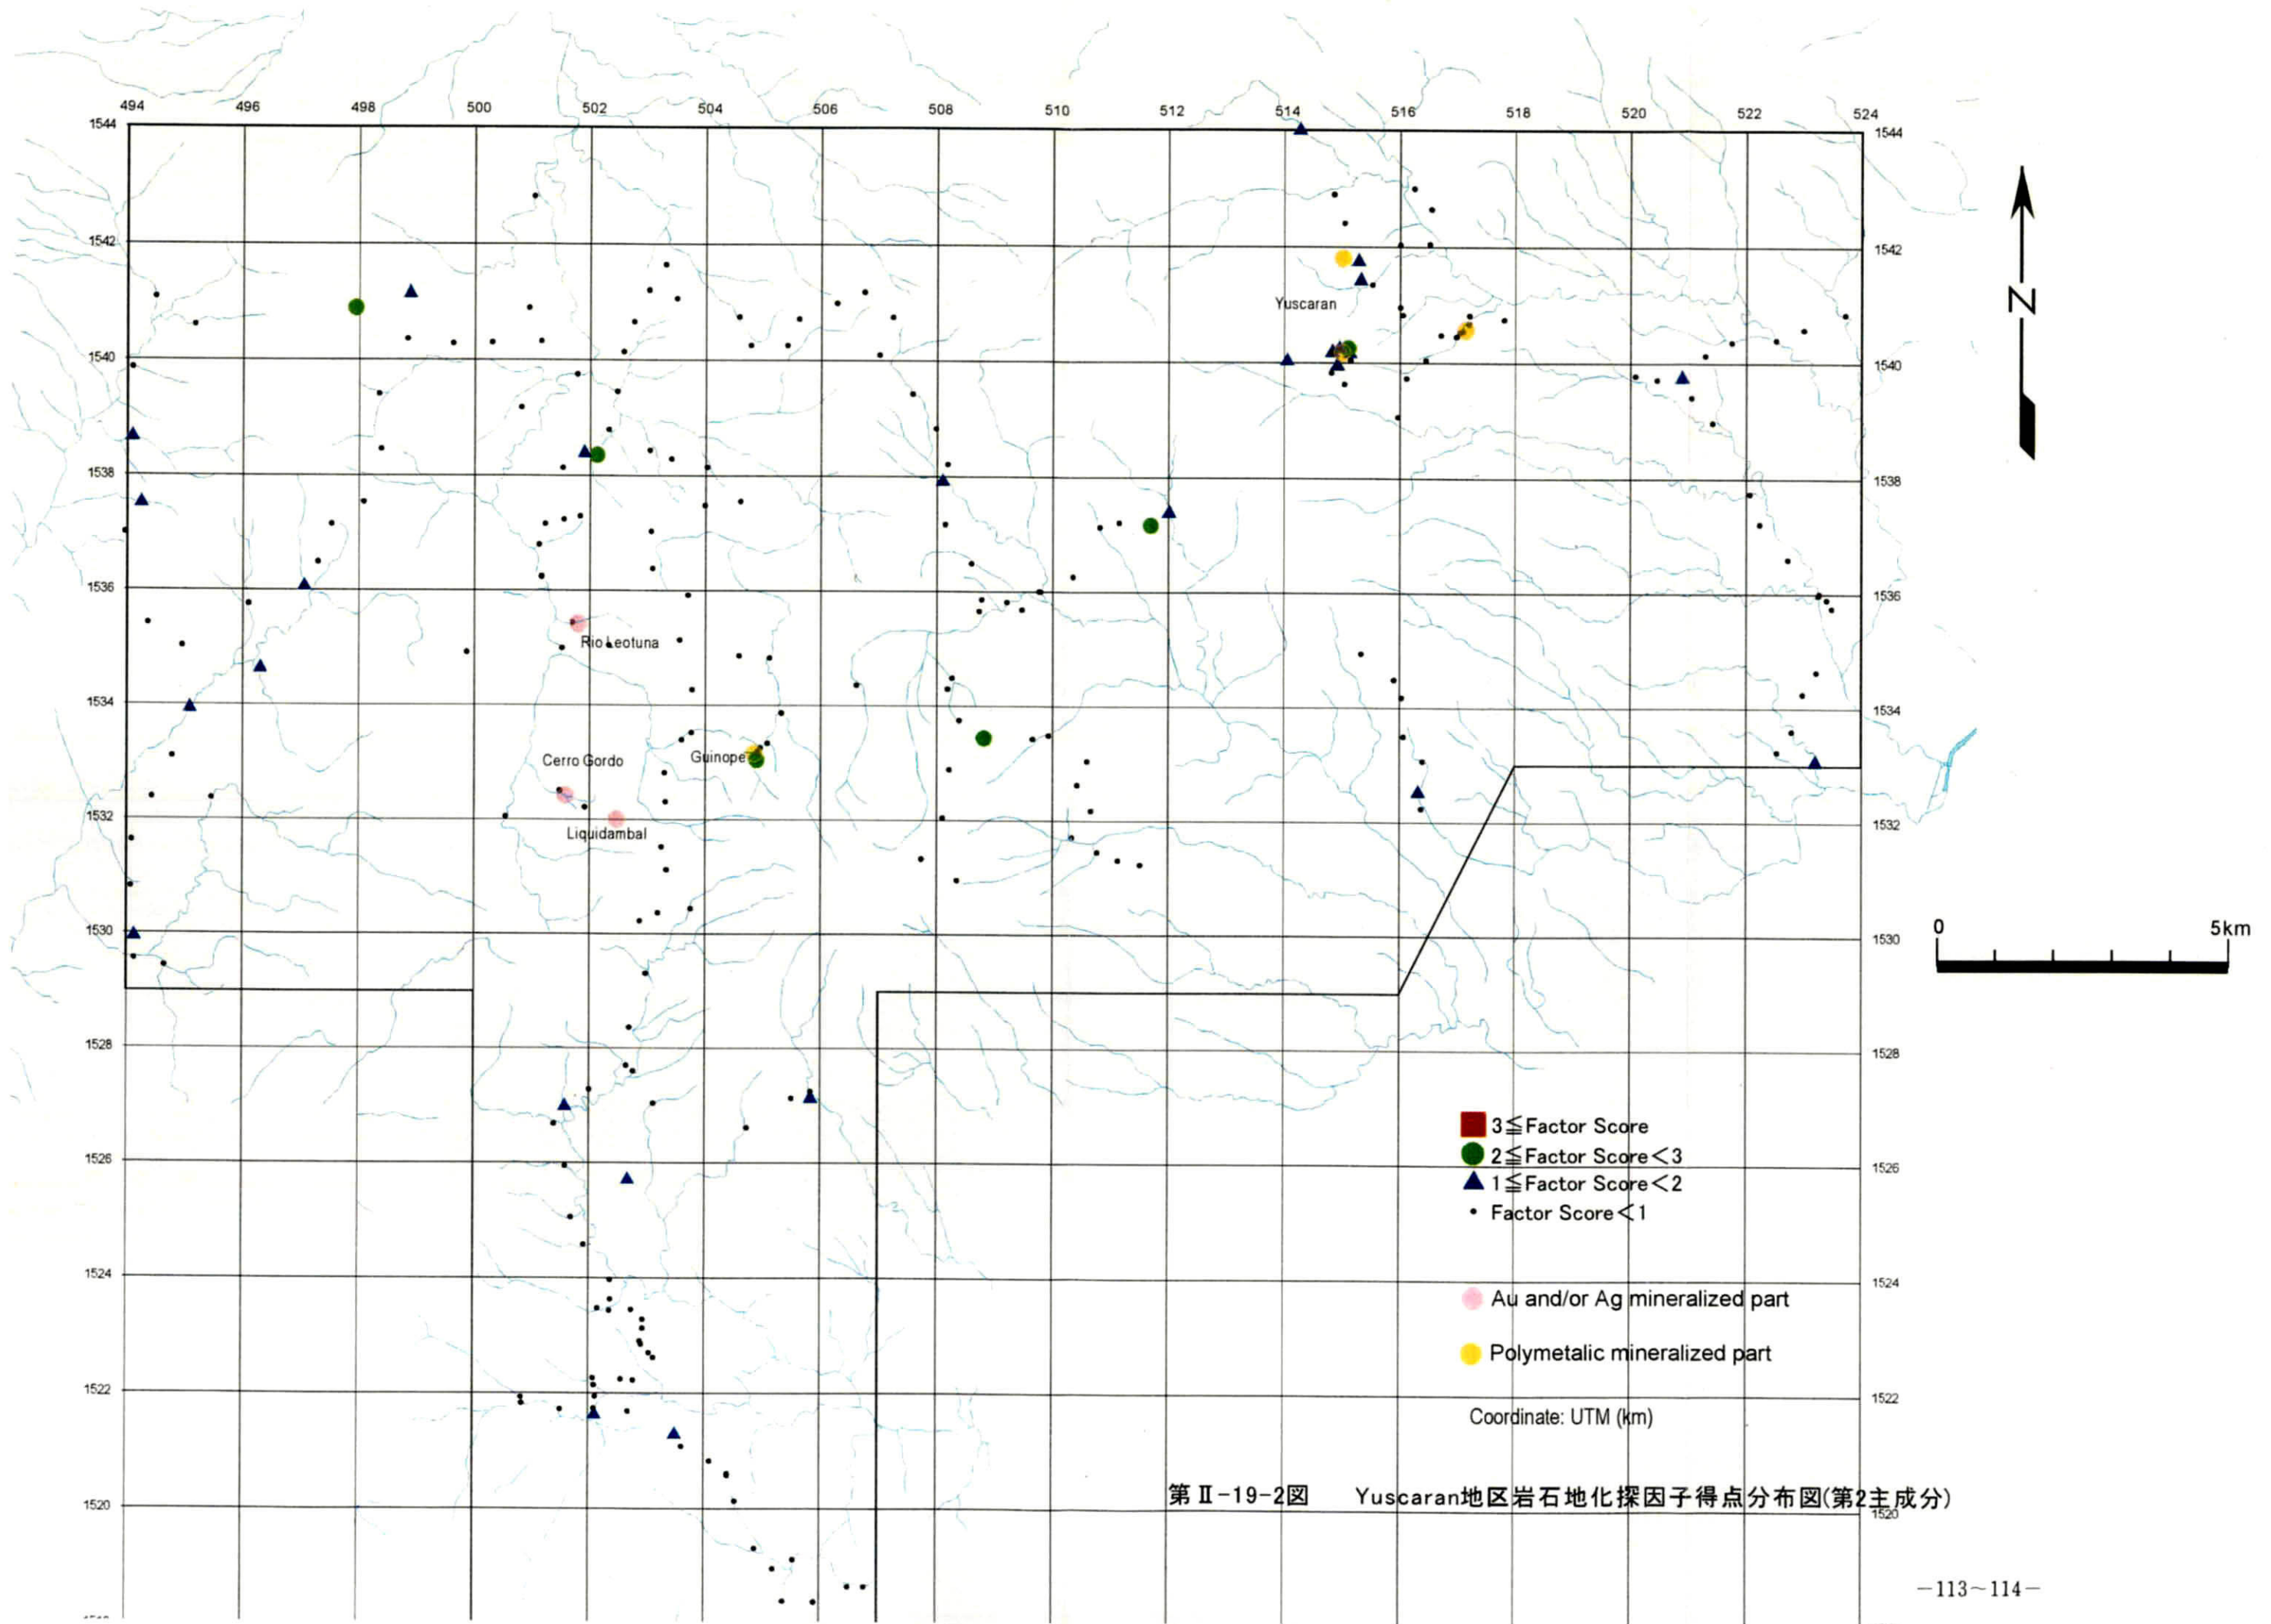 494 496 498 500 502 504 506 508 510 512 514 516 518 520 522 524
1544 1544
1542 1542
Yuscaran
1540 1540
1538 1538
1536 1536
Rio Leotuna
1534 1534
Guinope
Cerro Gordo
1532 1532
Liquidambal
1530 1530
1528 1528
1526 1526
1524 1524
1522 1522
1520 1520
N
0 5km
3≦Factor Score
2≦Factor Score<3
1≦Factor Score<2
Factor Score<1
Au and/or Ag mineralized part
Polymetalic mineralized part
Coordinate: UTM (km)
第Ⅱ-19-2図 Yuscaran地区岩石地化探因子得点分布図(第2主成分)
-113~114-